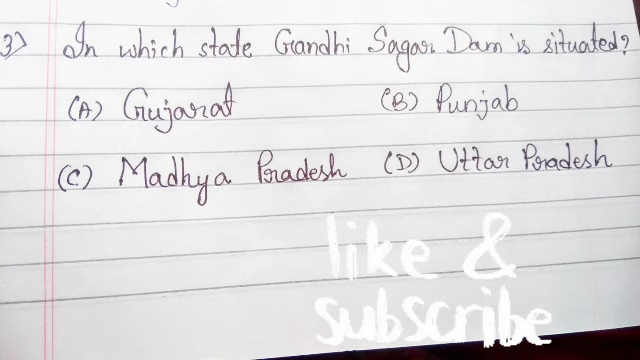 3) In which state Gandhi Sagar Dam is situated?
(A) Gujarat (B) Punjab
(C) Madhya Pradesh (D) Uttar Pradesh
like &
subscribe